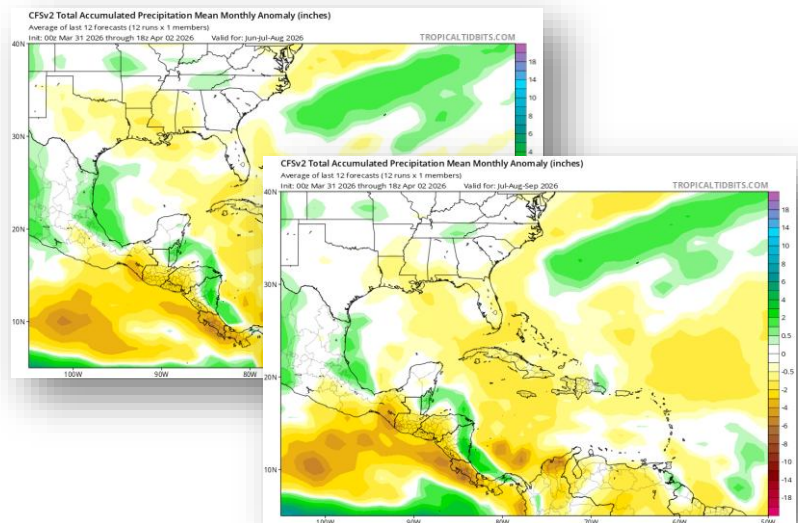 CFSv2 Total Accumulated Precipitation Mean Monthly Anomaly (inches)
Average of last 12 forecasts (12 runs x 1 members)
Init: 00z Mar 31 2026 through 18z Apr 02 2026 Valid for: Jun-Jul-Aug 2026 TROPICALTIDBITS.COM
40N
30N
20N
10N
100W 90W 80W
18
14
12
10
8
6
4
CFSv2 Total Accumulated Precipitation Mean Monthly Anomaly (inches)
Average of last 12 forecasts (12 runs x 1 members)
Init: 00z Mar 31 2026 through 18z Apr 02 2026 Valid for: Jul-Aug-Sep 2026 TROPICALTIDBITS.COM
40N
30N
20N
10N
100W 90W 80W 70W 60W 50W
18
14
12
10
8
6
4
2
0.5
0
-0.5
-2
-4
-6
-8
-10
-14
-18